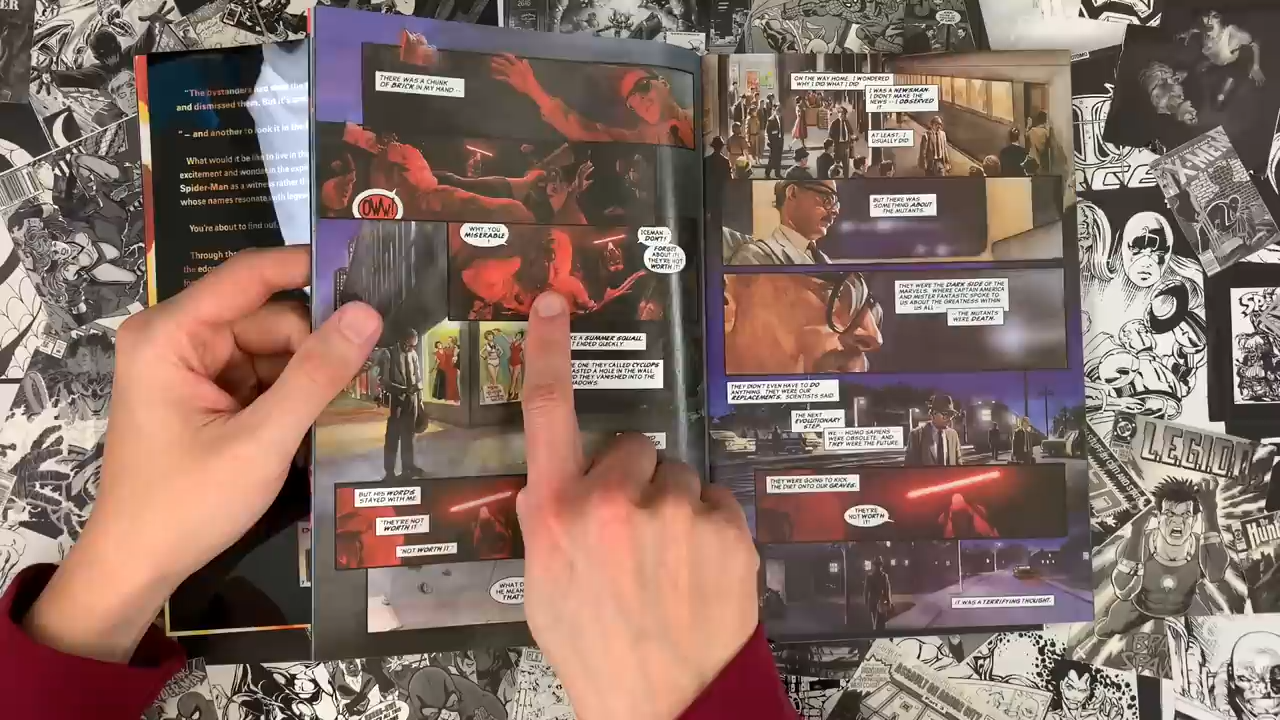 "The bystanders
and dismissed them. But it's
"— and another to look it in the
What would it be like to live in this
excitement and wonder in the
Spider-Man as a witness rather
whose names resonate with
You're about to find out.
Through
the
THERE WAS A CHUNK
OF BRICK IN MY HAND --
OWW!
WHY, YOU
MISERABLE
ICEMAN
DON'T!
FORGET
ABOUT IT!
THEY'RE NOT
WORTH IT!
A SUMMER SQUALL
ENDED QUICKLY.
ONE THEY CALLED CYCLOPS
A HOLE IN THE WALL
THEY VANISHED INTO THE
BUT HIS WORDS
STAYED WITH ME.
"THEY'RE NOT
WORTH IT."
"NOT WORTH IT."
WHAT
HE MEAN
THAT?
ON THE WAY HOME, I WONDERED
WHY I DID WHAT I DID
I WAS A NEWSMAN.
I DIDN'T MAKE THE
NEWS -- I OBSERVED
IT.
AT LEAST, I
USUALLY DID.
BUT THERE WAS
SOMETHING ABOUT
THE MUTANTS.
THEY WERE THE DARK SIDE OF THE
MARVELS. WHERE CAPTAIN AMERICA
AND MISTER FANTASTIC SPOKE TO
US ABOUT THE GREATNESS WITHIN
US ALL --
-- THE MUTANTS
WERE DEATH.
THEY DIDN'T EVEN HAVE TO DO
ANYTHING. THEY WERE OUR
REPLACEMENTS, SCIENTISTS SAID.
THE NEXT
EVOLUTIONARY
STEP.
WE -- HOMO SAPIENS --
WERE OBSOLETE. AND
THEY WERE THE FUTURE.
THEY WERE GOING TO KICK
THE DIRT ONTO OUR GRAVES.
THEY'RE
NOT WORTH
IT!
IT WAS A TERRIFYING THOUGHT.
X-MEN
LEGION